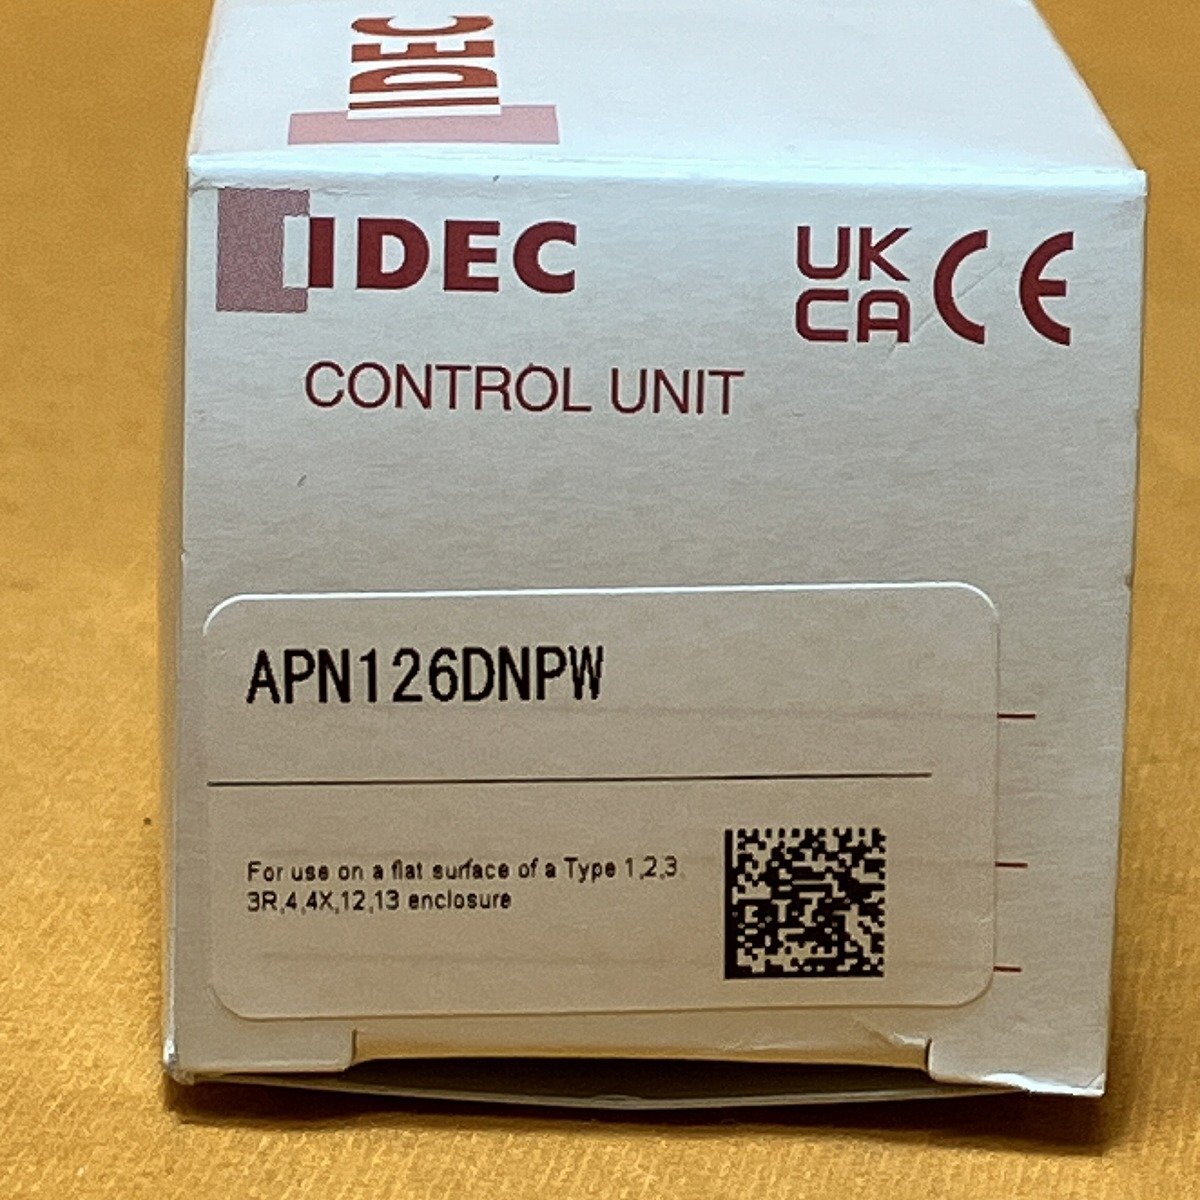 IDEC
IDEC
UK
CA CE
CONTROL UNIT
APN126DNPW
For use on a flat surface of a Type 1,2,3
3R,4,4X,12,13 enclosure